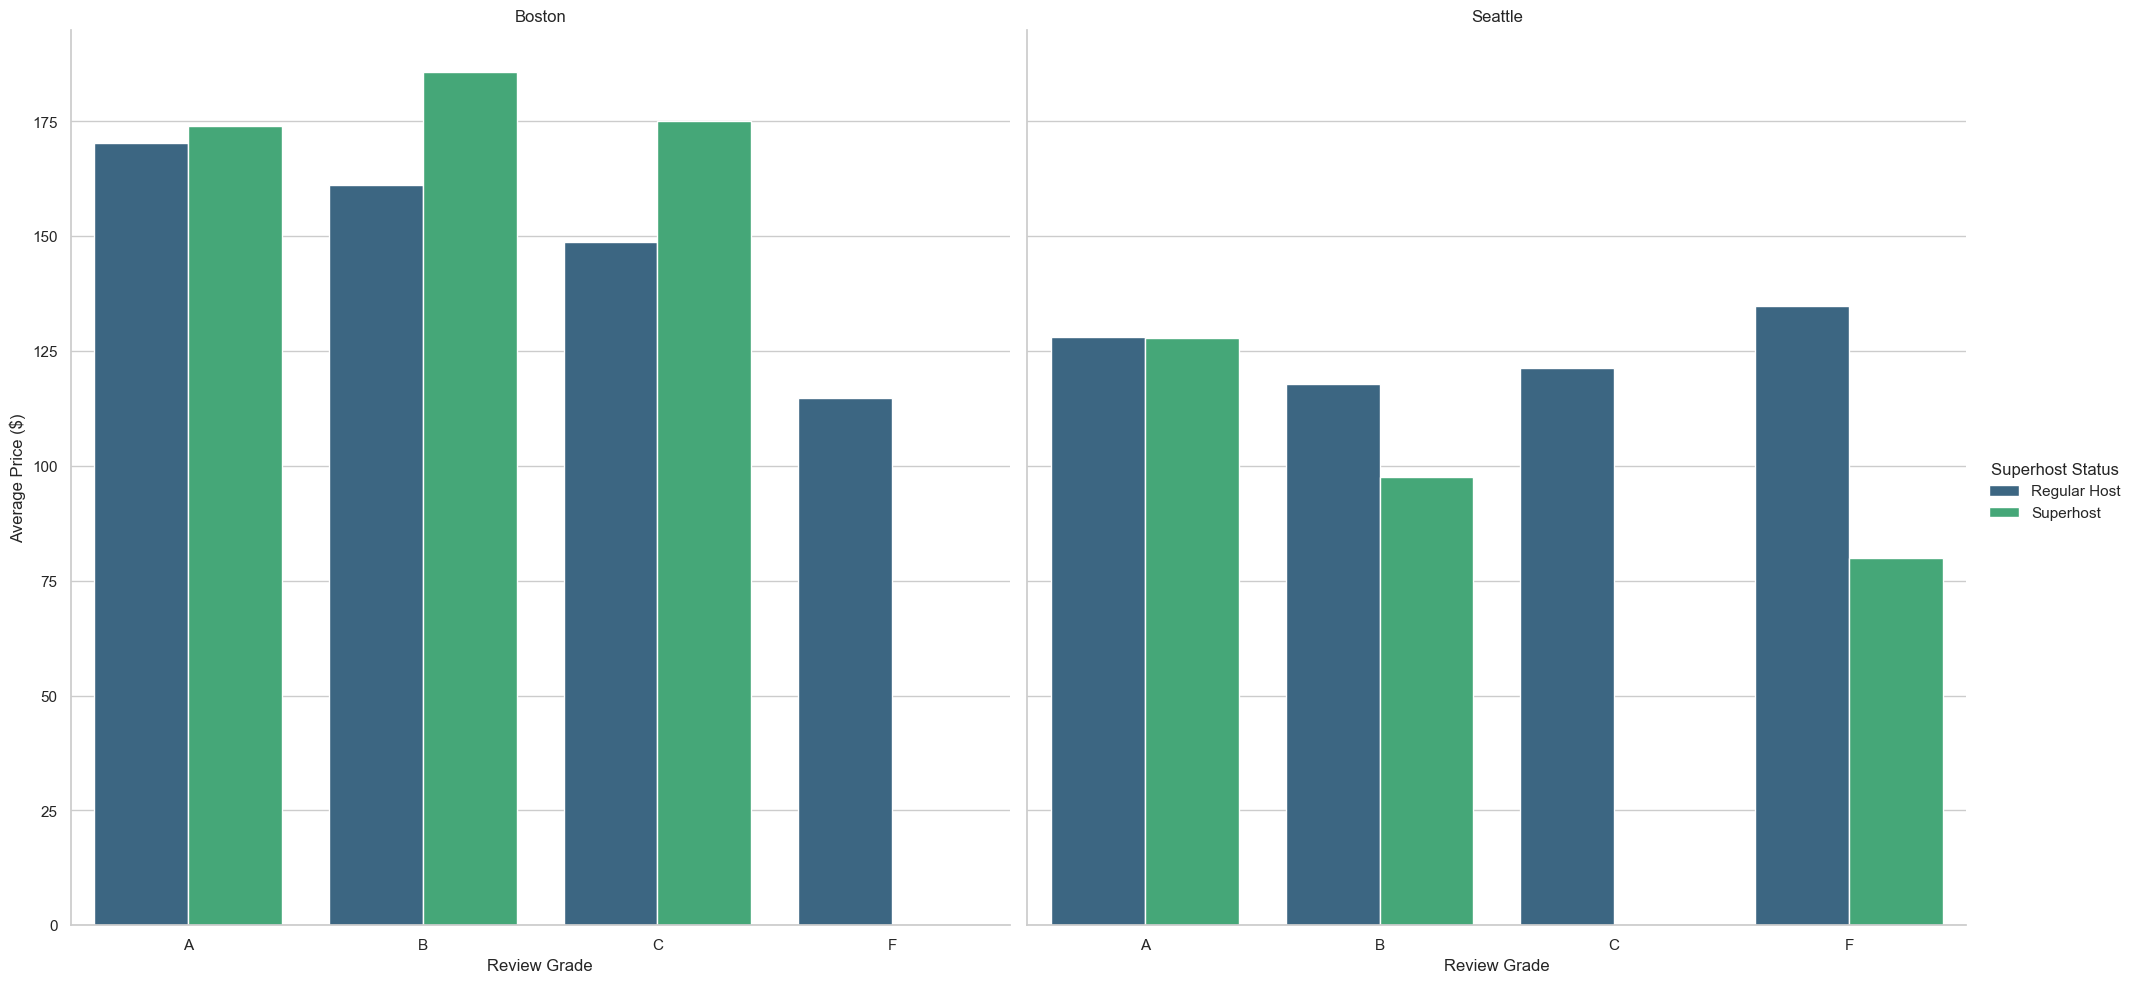 Boston
Seattle
175
150
125
100
75
50
25
0
Average Price ($)
A B C F
A B C F
Review Grade
Review Grade
Superhost Status
Regular Host
Superhost